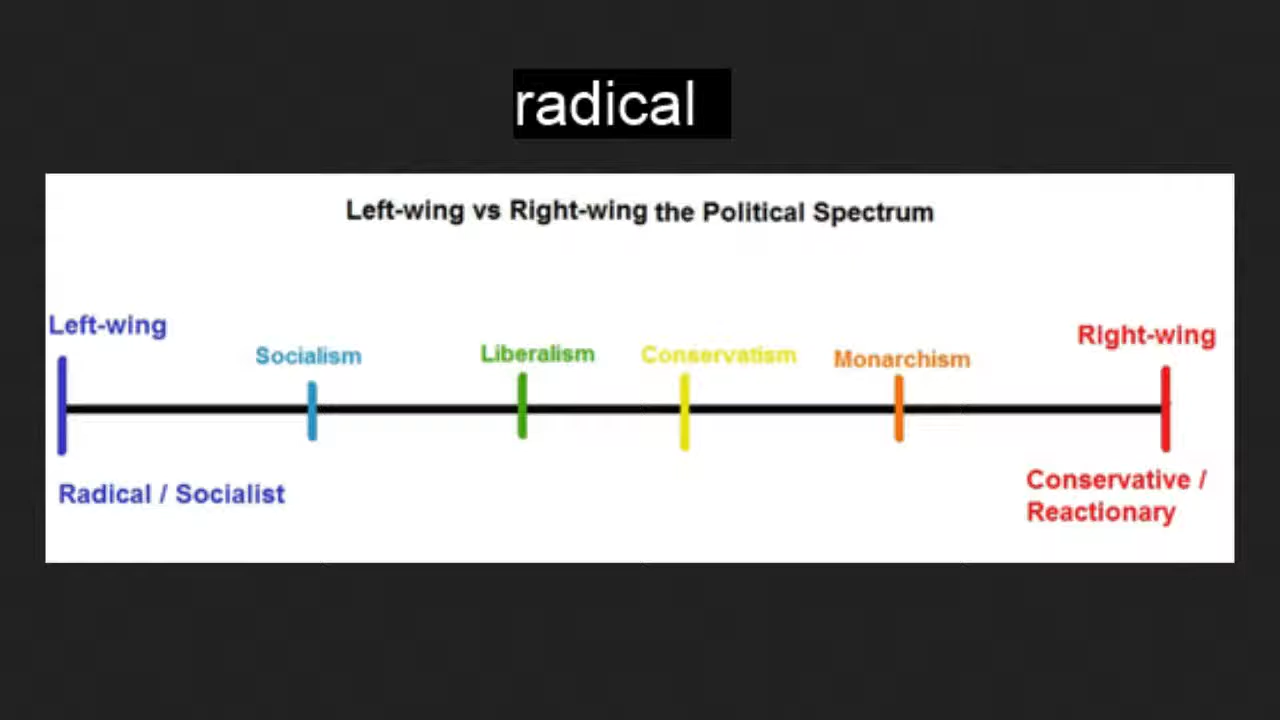 radical
Left-wing vs Right-wing the Political Spectrum
Left-wing
Socialism
Liberalism
Conservatism
Monarchism
Right-wing
Radical / Socialist
Conservative /
Reactionary